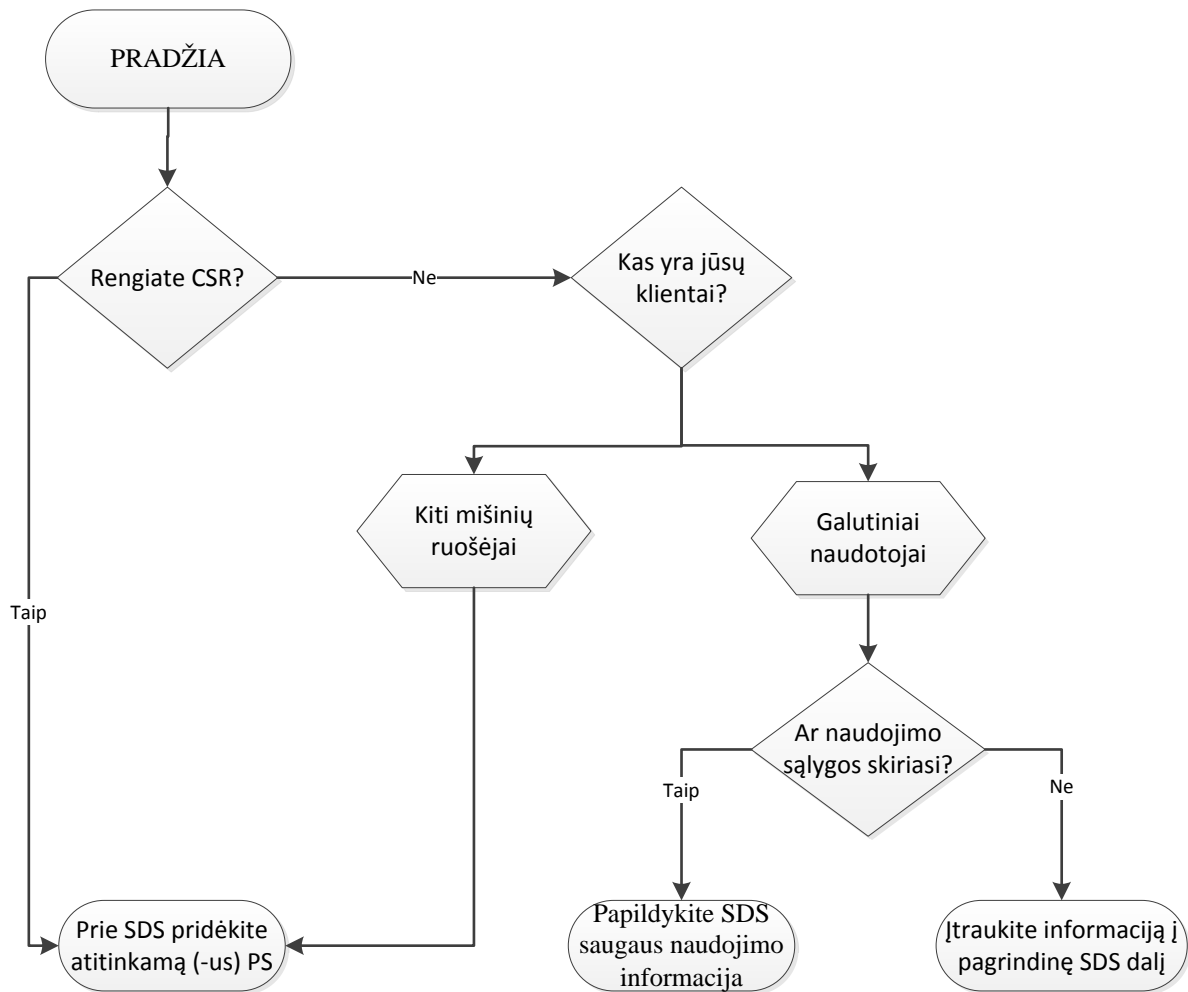 PRADŽIA
Rengiate CSR?
Ne
Kas yra jūsų
klientai?
Kiti mišinių
ruošėjai
Galutiniai
naudotojai
Taip
Ar naudojimo
sąlygos skiriasi?
Taip
Ne
Prie SDS pridėkite
atitinkamą (-us) PS
Papildykite SDS
saugaus naudojimo
informacija
Įtraukite informaciją į
pagrindinę SDS dalį